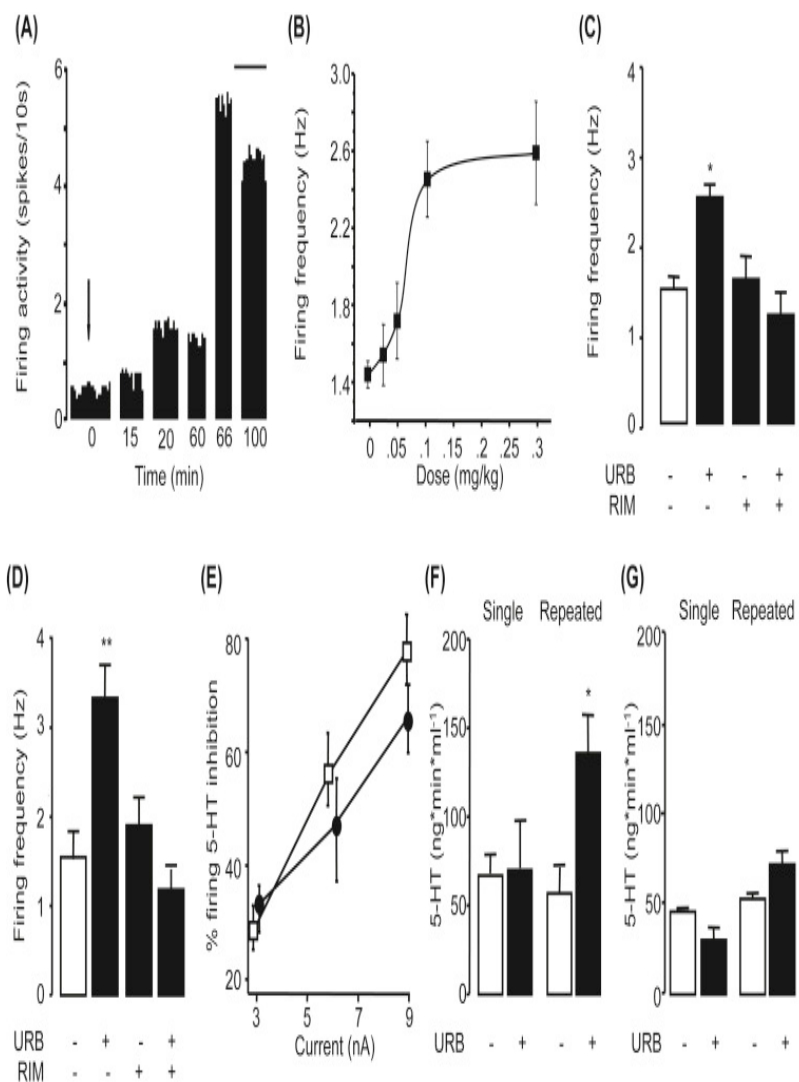 (A)
Firing activity (spikes/10s)
6
4
2
0
0 15 20 60 66 100
Time (min)
(B)
Firing frequency (Hz)
3.0
2.6
2.2
1.8
1.4
0 .05 .1 .15 .2 .25 .3
Dose (mg/kg)
(C)
Firing frequency (Hz)
4
3
2
1
0
*
URB - + - +
RIM - - + +
(D)
Firing frequency (Hz)
4
3
2
1
0
**
URB - + - +
RIM - - + +
(E)
% firing 5-HT inhibition
80
60
40
20
3 5 7 9
Current (nA)
(F)
Single Repeated
5-HT (ng*min*ml-1)
200
150
100
50
0
*
URB - + - +
(G)
Single Repeated
5-HT (ng*min*ml-1)
200
150
100
50
0
URB - + - +